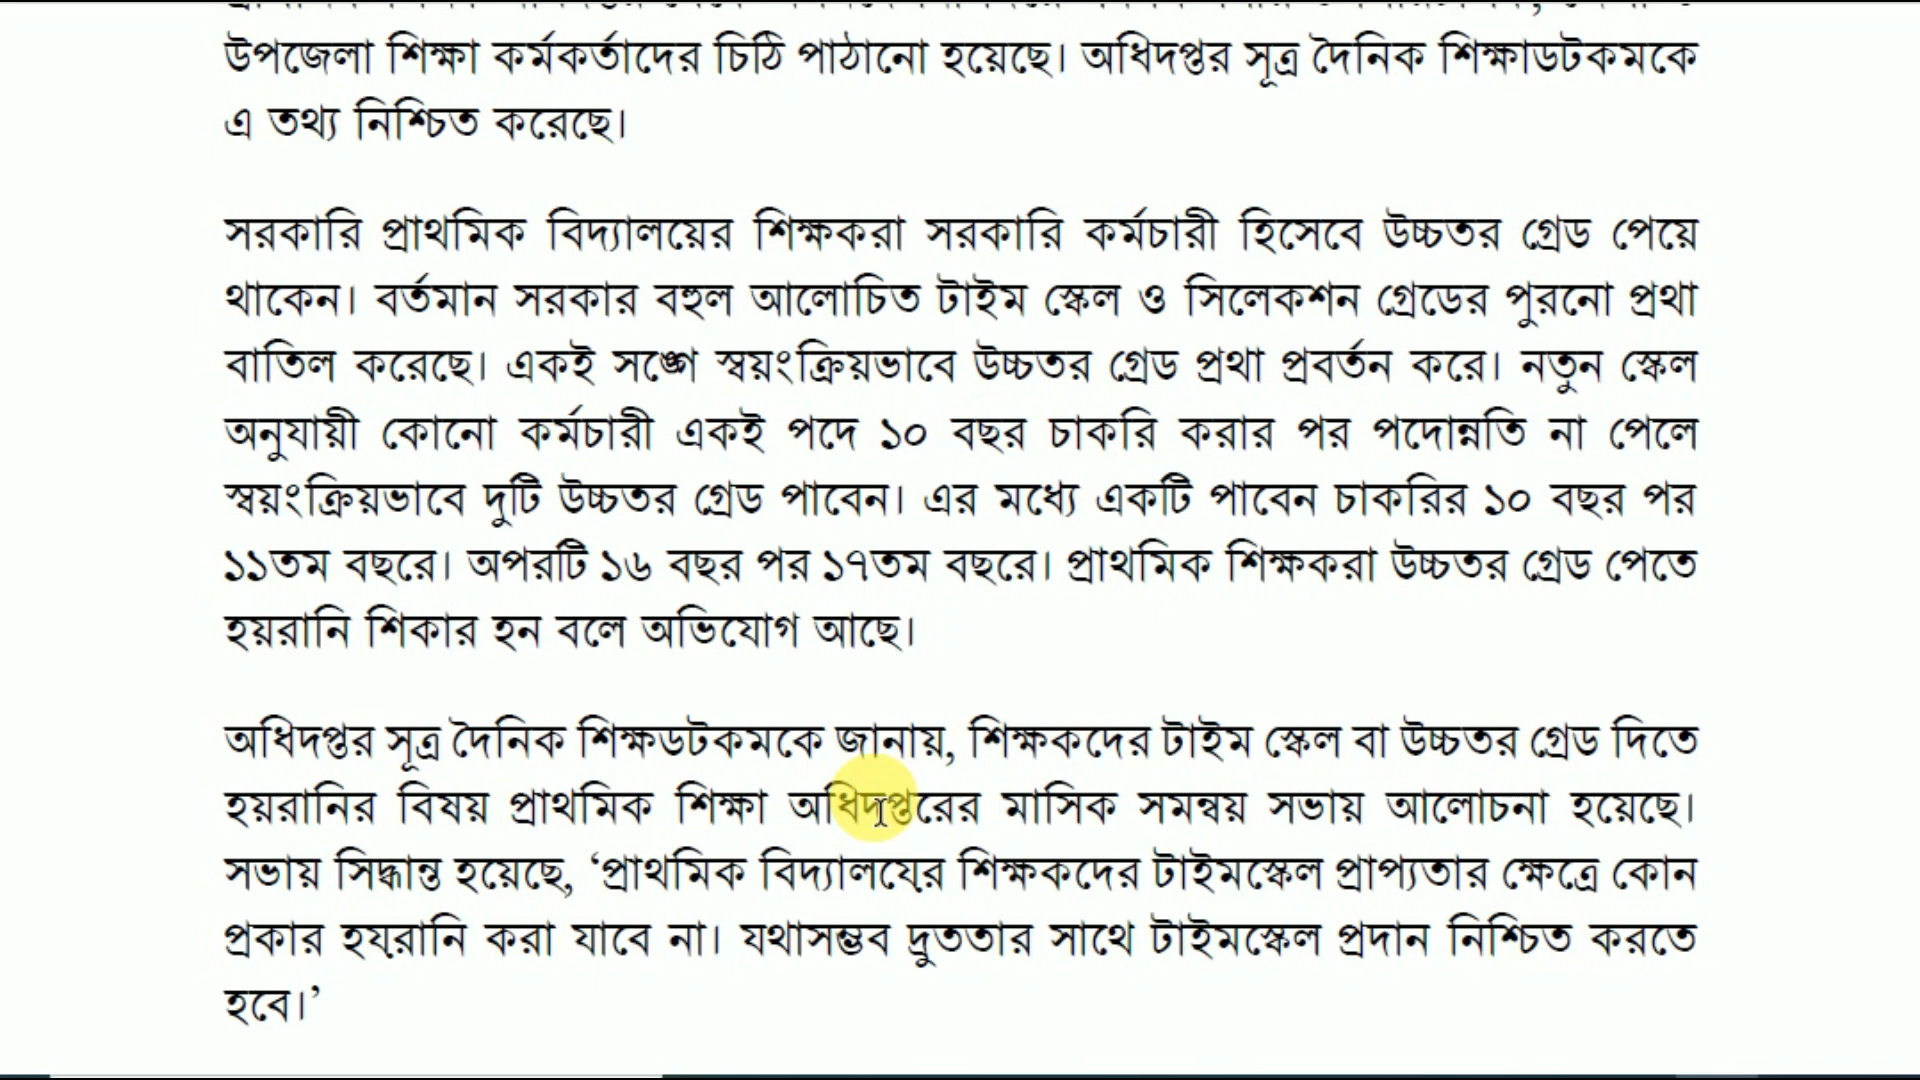 উপজেলা শিক্ষা কর্মকর্তাদের চিঠি পাঠানো হয়েছে। অধিদপ্তর সূত্র দৈনিক শিক্ষাডটকমকে
এ তথ্য নিশ্চিত করেছে।
সরকারি প্রাথমিক বিদ্যালয়ের শিক্ষকরা সরকারি কর্মচারী হিসেবে উচ্চতর গ্রেড পেয়ে
থাকেন। বর্তমান সরকার বহুল আলোচিত টাইম স্কেল ও সিলেকশন গ্রেডের পুরনো প্রথা
বাতিল করেছে। একই সঙ্গে স্বয়ংক্রিয়ভাবে উচ্চতর গ্রেড প্রথা প্রবর্তন করে। নতুন স্কেল
অনুযায়ী কোনো কর্মচারী একই পদে ১০ বছর চাকরি করার পর পদোন্নতি না পেলে
স্বয়ংক্রিয়ভাবে দুটি উচ্চতর গ্রেড পাবেন। এর মধ্যে একটি পাবেন চাকরির ১০ বছর পর
১১তম বছরে। অপরটি ১৬ বছর পর ১৭তম বছরে। প্রাথমিক শিক্ষকরা উচ্চতর গ্রেড পেতে
হয়রানি শিকার হন বলে অভিযোগ আছে।
অধিদপ্তর সূত্র দৈনিক শিক্ষডটকমকে জানায়, শিক্ষকদের টাইম স্কেল বা উচ্চতর গ্রেড দিতে
হয়রানির বিষয় প্রাথমিক শিক্ষা অধিদপ্তরের মাসিক সমন্বয় সভায় আলোচনা হয়েছে।
সভায় সিদ্ধান্ত হয়েছে, ‘প্রাথমিক বিদ্যালয়ের শিক্ষকদের টাইমস্কেল প্রাপ্যতার ক্ষেত্রে কোন
প্রকার হয়রানি করা যাবে না। যথাসম্ভব দ্রুততার সাথে টাইমস্কেল প্রদান নিশ্চিত করতে
হবে।’